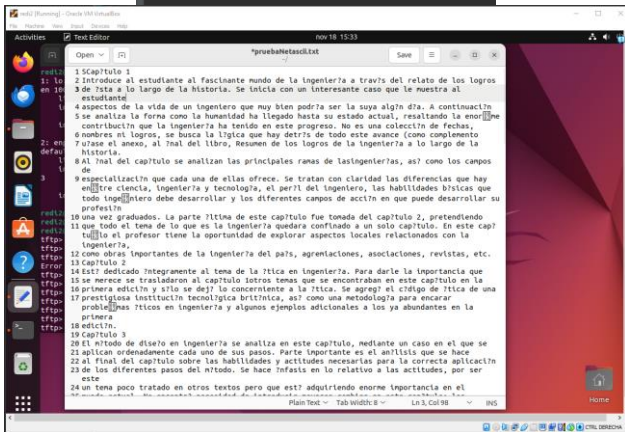 redi2 [Running] - Oracle VM VirtualBox
File Machine View Input Devices Help
Activities Text Editor nov 18 15:33
Open *pruebaNetascii.txt Save
~/
1 SCap?tulo 1
2 Introduce al estudiante al fascinante mundo de la ingenier?a a trav?s del relato de los logros
3 de ?sta a lo largo de la historia. Se inicia con un interesante caso que le muestra al
estudiante
4 aspectos de la vida de un ingeniero que muy bien podr?a ser la suya alg?n d?a. A continuaci?n
5 se analiza la forma como la humanidad ha llegado hasta su estado actual, resaltando la enorme
contribuci?n que la ingenier?a ha tenido en este progreso. No es una colecci?n de fechas,
6 nombres ni logros, se busca la l?gica que hay detr?s de todo este avance (como complemento
7 u?ase el anexo, al ?nal del libro, Resumen de los logros de la ingenier?a a lo largo de la
historia.
8 Al ?nal del cap?tulo se analizan las principales ramas de lasingenier?as, as? como los campos
de
9 especializaci?n que cada una de ellas ofrece. Se tratan con claridad las diferencias que hay
entre ciencia, ingenier?a y tecnolog?a, el per?l del ingeniero, las habilidades b?sicas que
todo ingeniero debe desarrollar y los diferentes campos de acci?n en que puede desarrollar su
profesi?n
10 una vez graduados. La parte ?ltima de este cap?tulo fue tomada del cap?tulo 2, pretendiendo
11 que todo el tema de lo que es la ingenier?a quedara confinado a un solo cap?tulo. En este cap?
tulo el profesor tiene la oportunidad de explorar aspectos locales relacionados con la
ingenier?a,
12 como obras importantes de la ingenier?a del pa?s, agremiaciones, asociaciones, revistas, etc.
13 Cap?tulo 2
14 Est? dedicado ?ntegramente al tema de la ?tica en ingenier?a. Para darle la importancia que
15 se merece se trasladaron al cap?tulo 1otros temas que se encontraban en este cap?tulo en la
16 primera edici?n y s?lo se dej? lo concerniente a la ?tica. Se agreg? el c?digo de ?tica de una
17 prestigiosa instituci?n tecnol?gica brit?nica, as? como una metodolog?a para encarar
problemas ?ticos en ingenier?a y algunos ejemplos adicionales a los ya abundantes en la
primera
18 edici?n.
19 Cap?tulo 3
20 El m?todo de dise?o en ingenier?a se analiza en este cap?tulo, mediante un caso en el que se
21 aplican ordenadamente cada uno de sus pasos. Parte importante es el an?lisis que se hace
22 al final del cap?tulo sobre las habilidades y actitudes necesarias para la correcta aplicaci?n
23 de los diferentes pasos del m?todo. Se hace ?nfasis en lo relativo a las actitudes, por ser
este
24 un tema poco tratado en otros textos pero que est? adquiriendo enorme importancia en el
Plain Text Tab Width: 8 Ln 3, Col 98 INS
Home
CTRL DERECHA